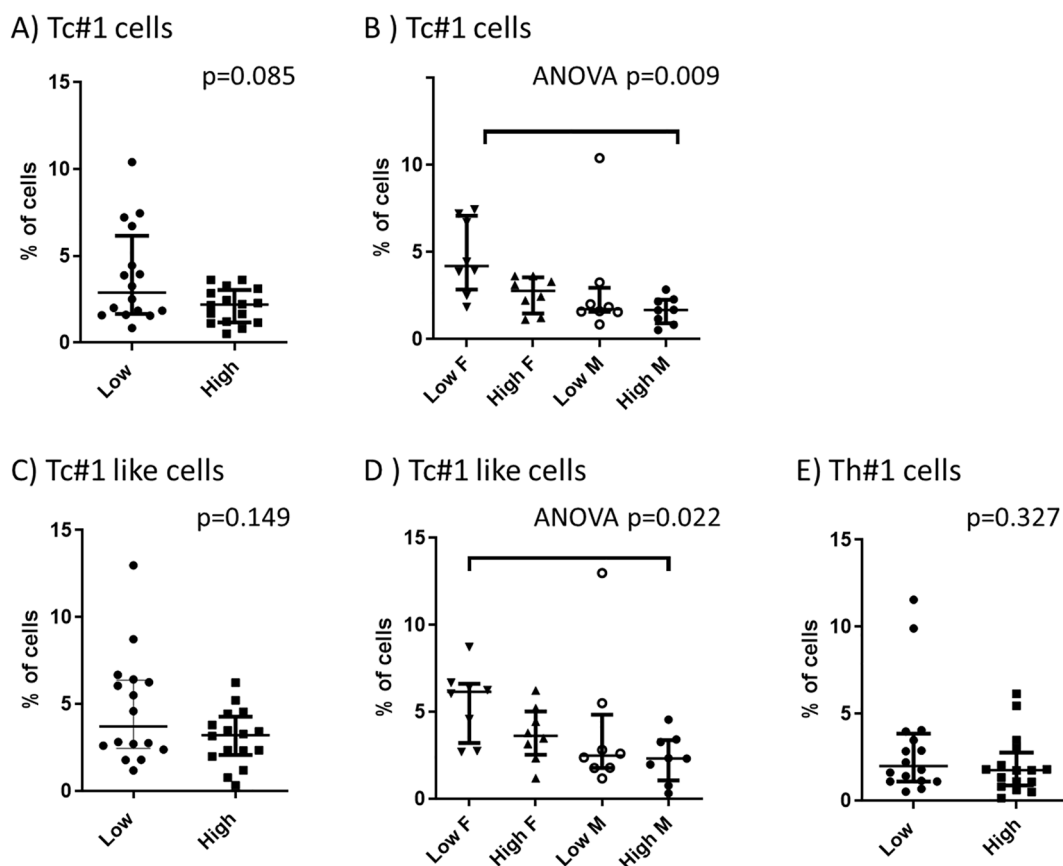 A) Tc#1 cells
p=0.085
15
10
5
0
% of cells
Low
High
B ) Tc#1 cells
ANOVA p=0.009
10
5
0
% of cells
Low F
High F
Low M
High M
C) Tc#1 like cells
p=0.149
15
10
5
0
% of cells
Low
High
D ) Tc#1 like cells
ANOVA p=0.022
15
10
5
0
% of cells
Low F
High F
Low M
High M
E) Th#1 cells
p=0.327
15
10
5
0
% of cells
Low
High